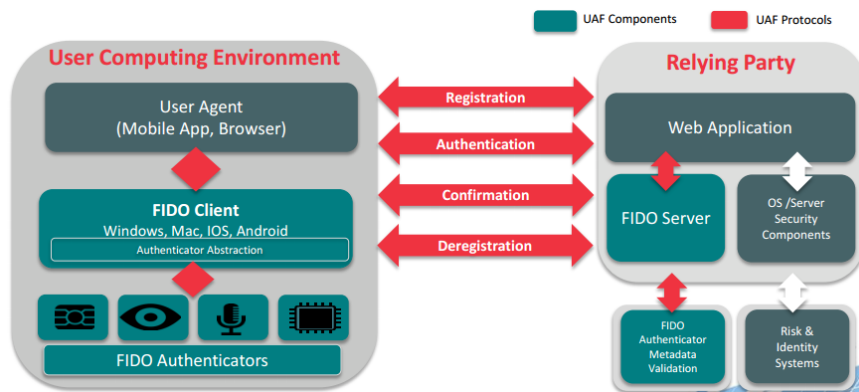 UAF Components
UAF Protocols
User Computing Environment
User Agent
(Mobile App, Browser)
FIDO Client
Windows, Mac, IOS, Android
Authenticator Abstraction
FIDO Authenticators
Registration
Authentication
Confirmation
Deregistration
Relying Party
Web Application
FIDO Server
OS /Server
Security
Components
FIDO
Authenticator
Metadata
Validation
Risk &
Identity
Systems